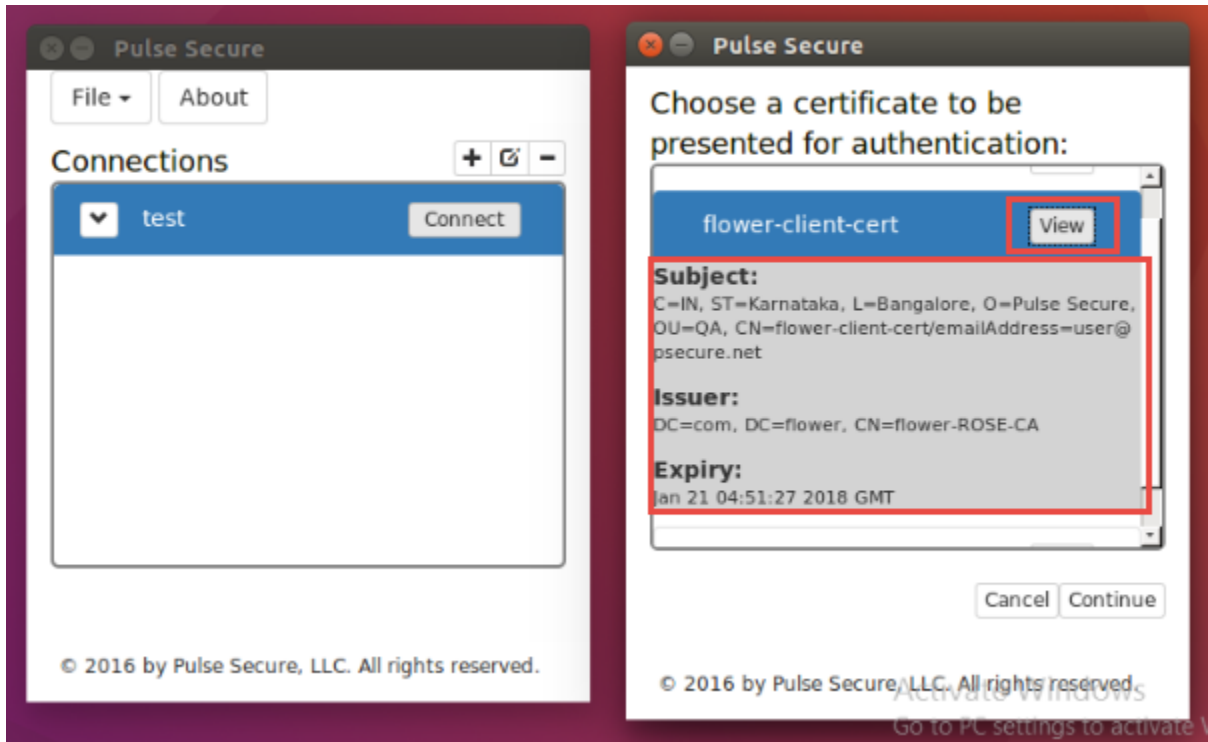 Pulse Secure
File
About
Connections
test
Connect
© 2016 by Pulse Secure, LLC. All rights reserved.
Pulse Secure
Choose a certificate to be
presented for authentication:
flower-client-cert
View
Subject:
C=IN, ST=Karnataka, L=Bangalore, O=Pulse Secure,
OU=QA, CN=flower-client-cert/emailAddress=user@
psecure.net
Issuer:
DC=com, DC=flower, CN=flower-ROSE-CA
Expiry:
Jan 21 04:51:27 2018 GMT
Cancel
Continue
© 2016 by Pulse Secure, LLC. All rights reserved.
Activate Windows
Go to PC settings to activate W